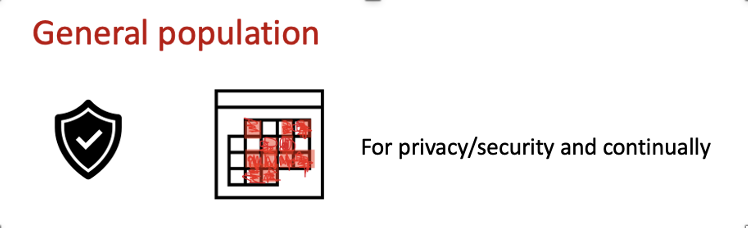 General population
For privacy/security and continually